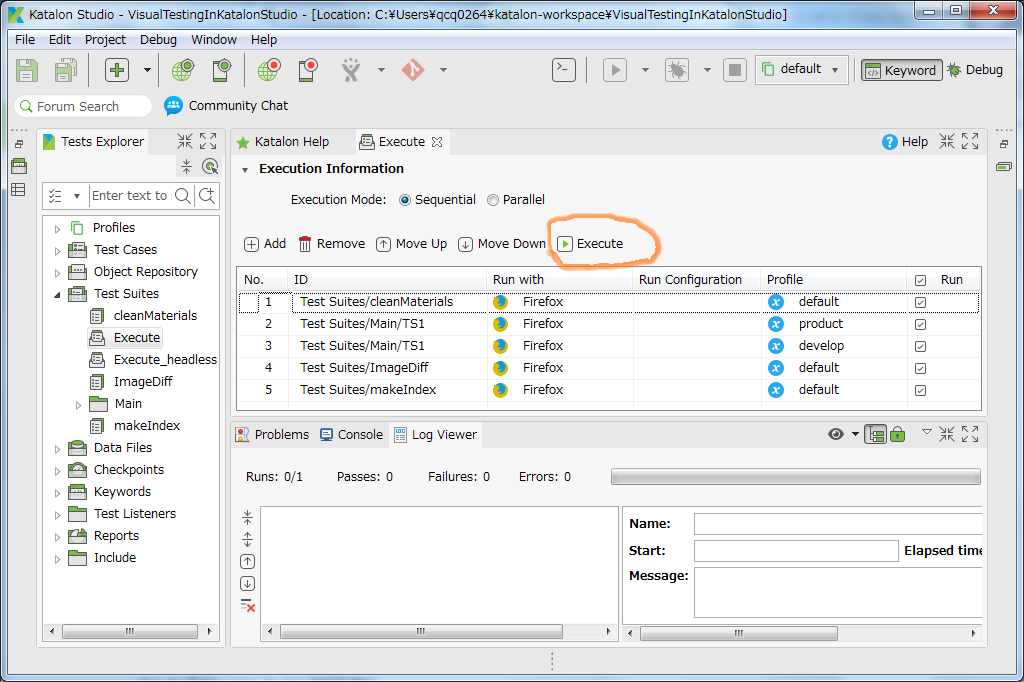 Katalon Studio - VisualTestingInKatalonStudio - [Location: C:¥Users¥qcq0264¥katalon-workspace¥VisualTestingInKatalonStudio]
File Edit Project Debug Window Help
default Keyword Debug
Forum Search Community Chat
Tests Explorer
Enter text to
Profiles
Test Cases
Object Repository
Test Suites
cleanMaterials
Execute
Execute_headless
ImageDiff
Main
makeIndex
Data Files
Checkpoints
Keywords
Test Listeners
Reports
Include
Katalon Help Execute Help
Execution Information
Execution Mode: Sequential Parallel
Add Remove Move Up Move Down Execute
No. ID Run with Run Configuration Profile Run
1 Test Suites/cleanMaterials Firefox default
2 Test Suites/Main/TS1 Firefox product
3 Test Suites/Main/TS1 Firefox develop
4 Test Suites/ImageDiff Firefox default
5 Test Suites/makeIndex Firefox default
Problems Console Log Viewer
Runs: 0/1 Passes: 0 Failures: 0 Errors: 0
Name:
Start: Elapsed time
Message: